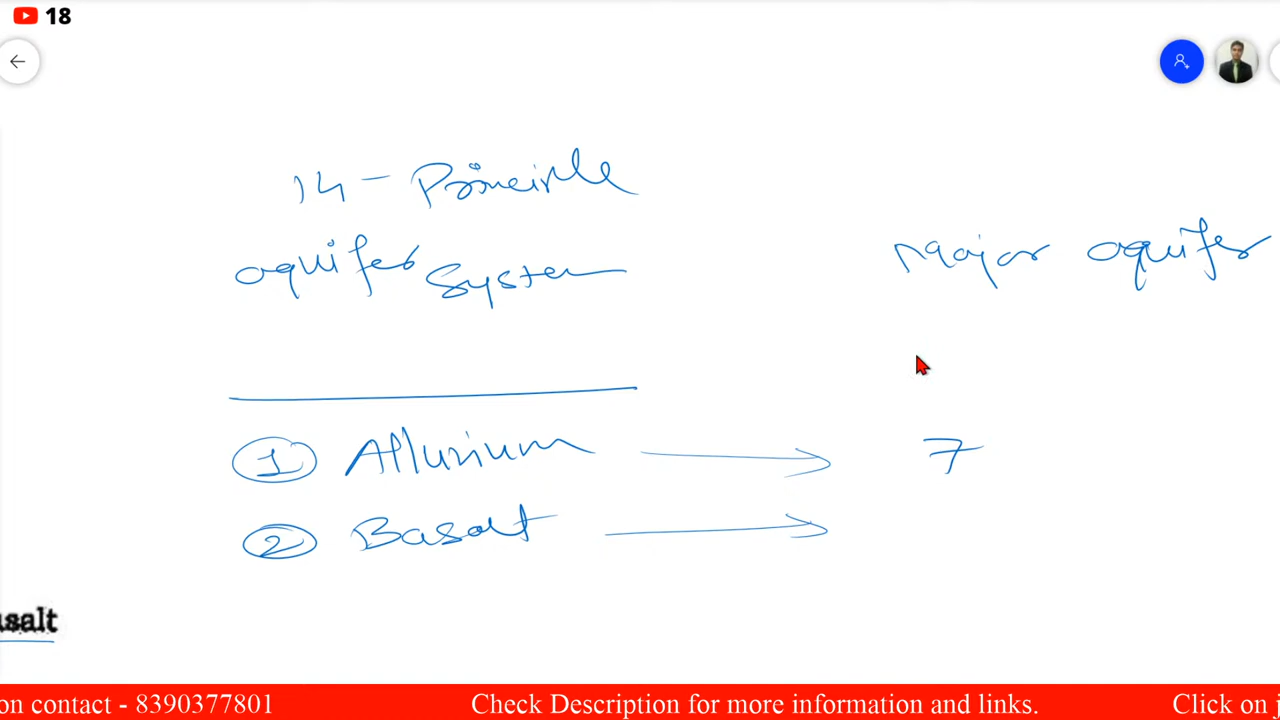 18
14 - Principle
aquifer System
Major aquifer
1 Alluvium → 7
2 Basalt →
asalt
on contact - 8390377801 Check Description for more information and links. Click on j